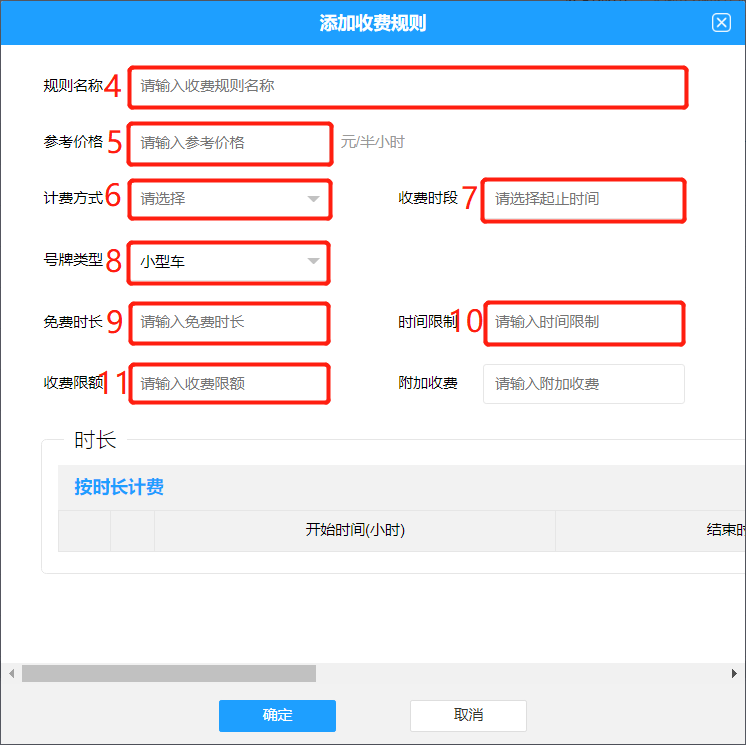 添加收费规则
规则名称 4 请输入收费规则名称
参考价格 5 请输入参考价格 元/半小时
计费方式 6 请选择 收费时段 7 请选择起止时间
号牌类型 8 小型车
免费时长 9 请输入免费时长 时间限制 10 请输入时间限制
收费限额 11 请输入收费限额 附加收费 请输入附加收费
时长
按时长计费
开始时间(小时) 结束
确定 取消